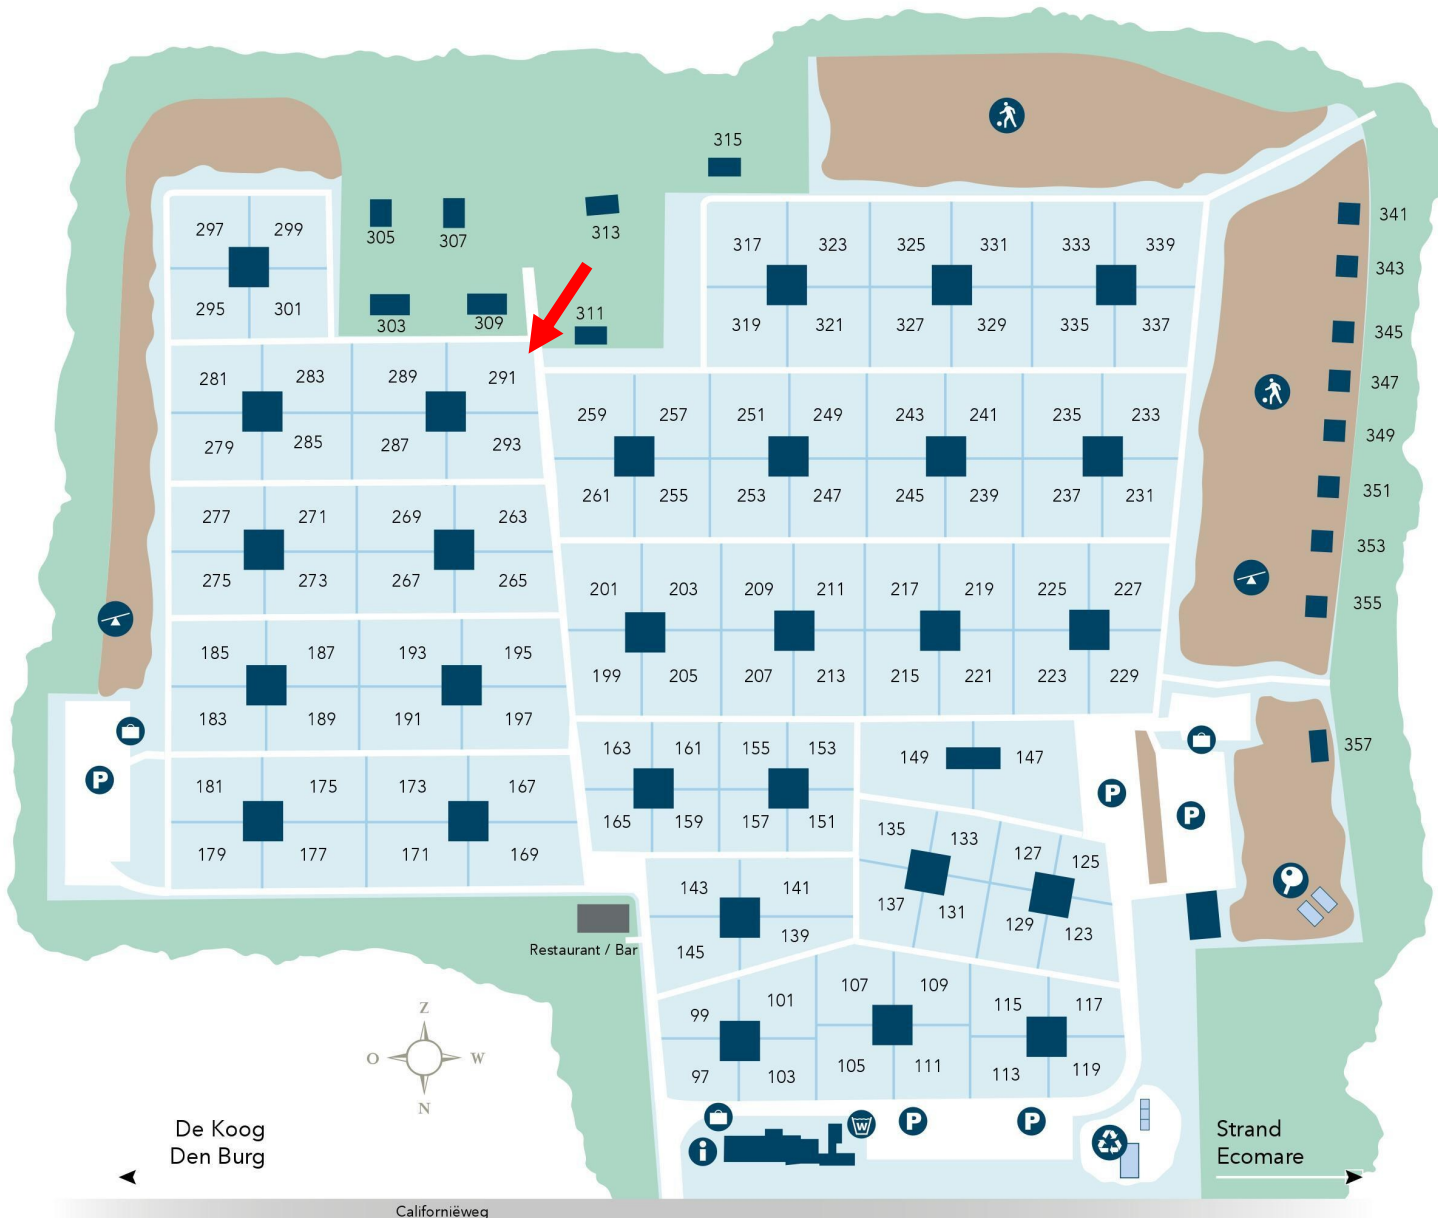 315
341
297 299
305 307 313
317 323 325 331 333 339
343
295 301
303 309 311
319 321 327 329 335 337
345
281 283 289 291
347
259 257 251 249 243 241 235 233
279 285 287 293
349
261 255 253 247 245 239 237 231
351
277 271 269 263
353
275 273 267 265
201 203 209 211 217 219 225 227
355
185 187 193 195
199 205 207 213 215 221 223 229
183 189 191 197
163 161 155 153
149 147
357
P
181 175 173 167
P
P
165 159 157 151
135 133 127 125
179 177 171 169
143 141
137 131 129 123
145 139
Restaurant / Bar
107 109
99 101
115 117
Z
O W
N
105 111
97 103
113 119
W
P
P
i
De Koog
Den Burg
Strand
Ecomare
Californiëweg